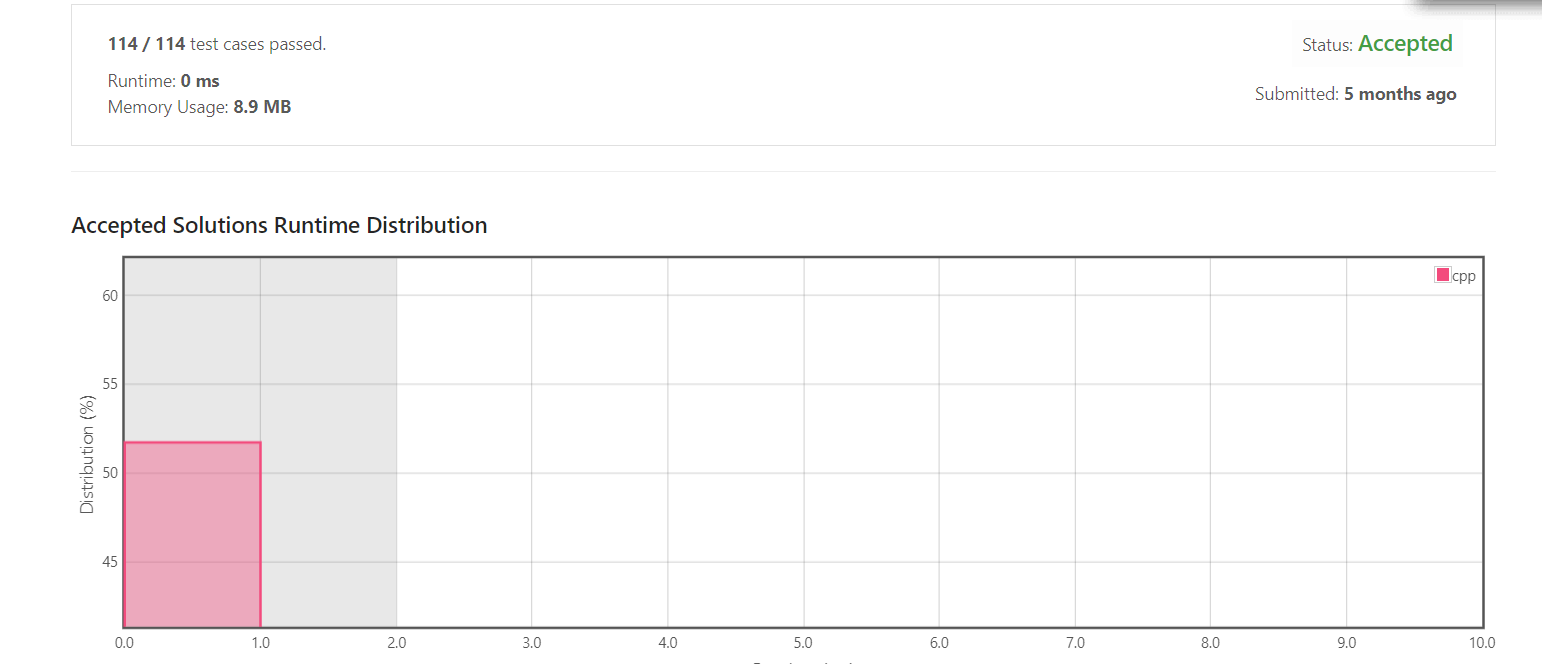 114 / 114 test cases passed.
Status: Accepted
Runtime: 0 ms
Memory Usage: 8.9 MB
Submitted: 5 months ago
Accepted Solutions Runtime Distribution
cpp
60
55
50
45
Distribution (%)
0.0 1.0 2.0 3.0 4.0 5.0 6.0 7.0 8.0 9.0 10.0